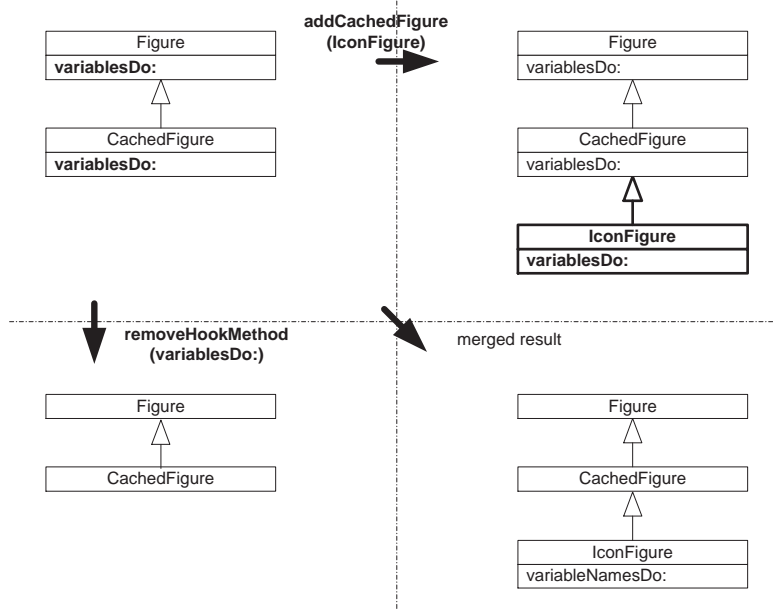 addCachedFigure
(IconFigure)
Figure
variablesDo:
CachedFigure
variablesDo:
Figure
variablesDo:
CachedFigure
variablesDo:
IconFigure
variablesDo:
removeHookMethod
(variablesDo:)
merged result
Figure
CachedFigure
Figure
CachedFigure
IconFigure
variableNamesDo: